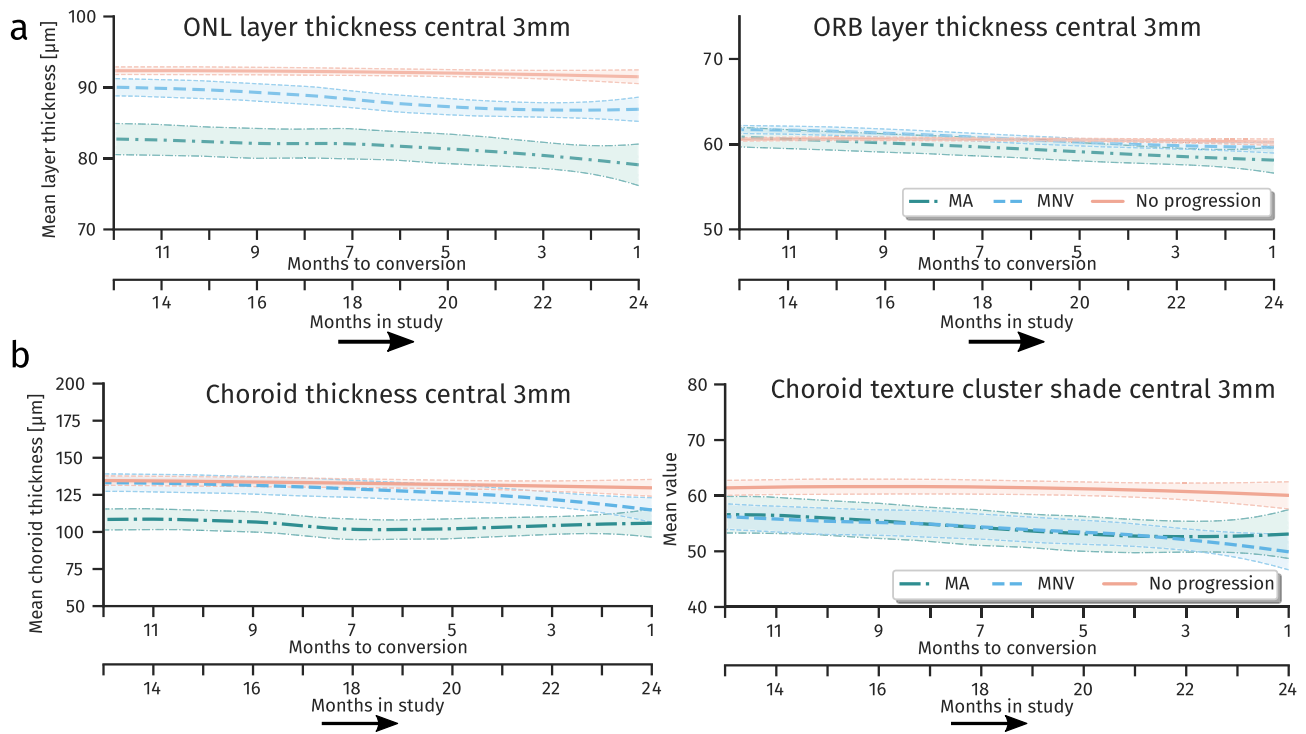 a
ONL layer thickness central 3mm
Mean layer thickness [µm]
100
90
80
70
11 9 7 5 3 1
Months to conversion
14 16 18 20 22 24
Months in study
ORB layer thickness central 3mm
70
60
50
MA MNV No progression
11 9 7 5 3 1
Months to conversion
14 16 18 20 22 24
Months in study
b
Choroid thickness central 3mm
Mean choroid thickness [µm]
200
175
150
125
100
75
50
11 9 7 5 3 1
Months to conversion
14 16 18 20 22 24
Months in study
Choroid texture cluster shade central 3mm
Mean value
80
70
60
50
40
MA MNV No progression
11 9 7 5 3 1
Months to conversion
14 16 18 20 22 24
Months in study